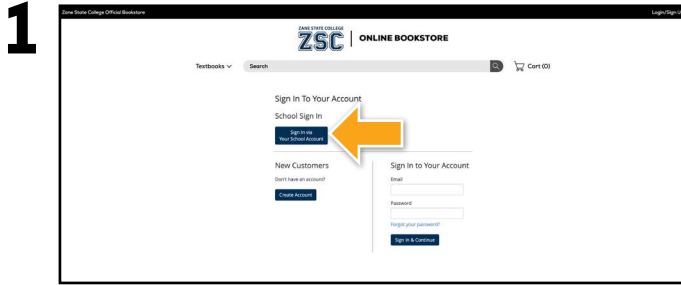 1
Zane State College Official Bookstore
Login/Sign U
ZANE STATE COLLEGE
ZSC
ONLINE BOOKSTORE
Textbooks
Search
Cart (0)
Sign In To Your Account
School Sign In
Sign In via
Your School Account
New Customers
Don't have an account?
Create Account
Sign In to Your Account
Email
Password
Forgot your password?
Sign In & Continue